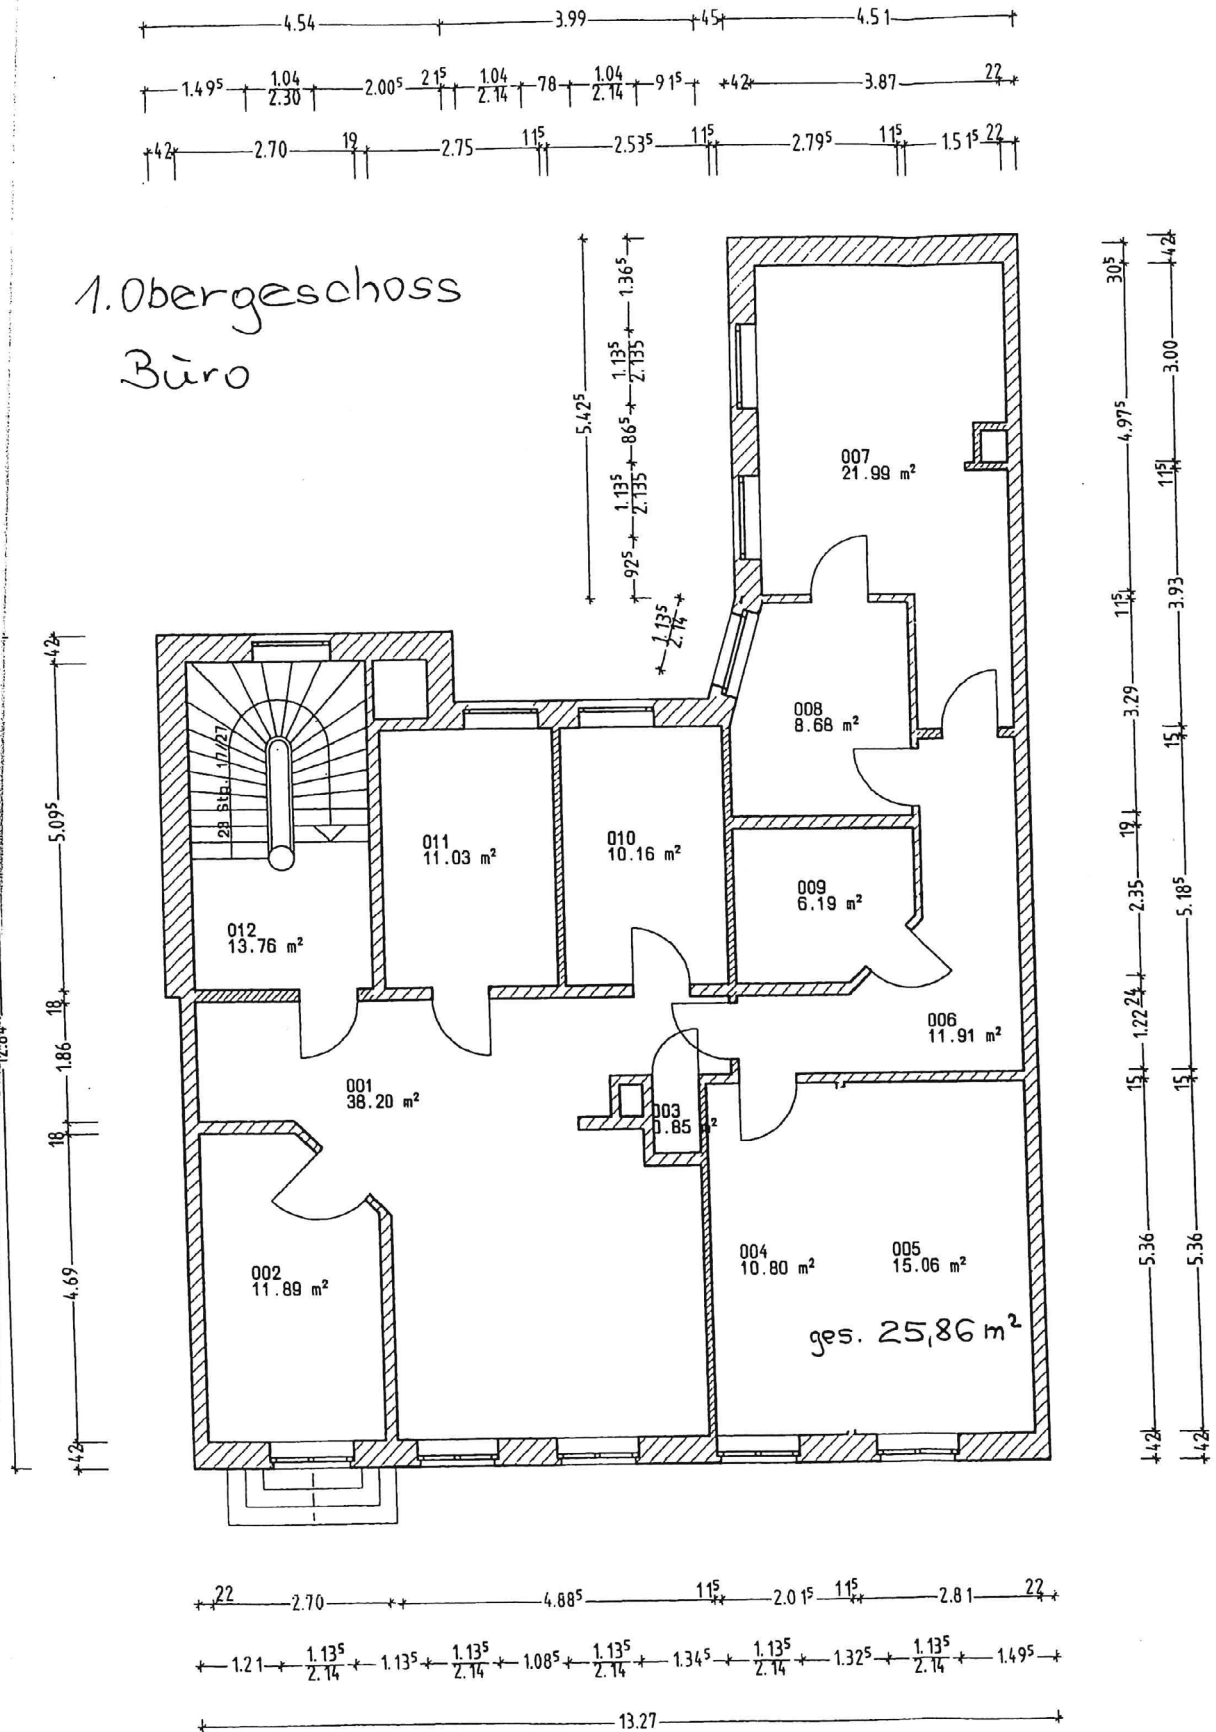 4.54 3.99 45 4.51
1.49⁵ 1.04 2.00⁵ 21⁵ 1.04 78 1.04 91⁵ 42 3.87 22
2.30 2.14 2.14
42 2.70 19 2.75 11⁵ 2.53⁵ 11⁵ 2.79⁵ 11⁵ 1.51⁵ 22
1. Obergeschoss
Büro
5.42⁵
1.36⁵
1.13⁵
2.135
86⁵
1.13⁵
2.135
92⁵
1.13⁵
2.14
30⁵
4.97⁵
11⁵
3.29
19
2.35
24
1.22
15
5.36
42
42
3.00
11⁵
3.93
15
5.18⁵
15
5.36
42
007
21.99 m²
008
8.68 m²
28 Stg. 17/27
011
11.03 m²
010
10.16 m²
009
6.19 m²
012
13.76 m²
006
11.91 m²
001
38.20 m²
003
0.85 m²
004
10.80 m²
005
15.06 m²
002
11.89 m²
ges. 25,86 m²
42
5.09⁵
18
1.86
18
4.69
42
12.84
22 2.70 4.88⁵ 11⁵ 2.01⁵ 11⁵ 2.81 22
1.21 1.13⁵ 1.13⁵ 1.13⁵ 1.08⁵ 1.13⁵ 1.34⁵ 1.13⁵ 1.32⁵ 1.13⁵ 1.49⁵
2.14 2.14 2.14 2.14 2.14
13.27